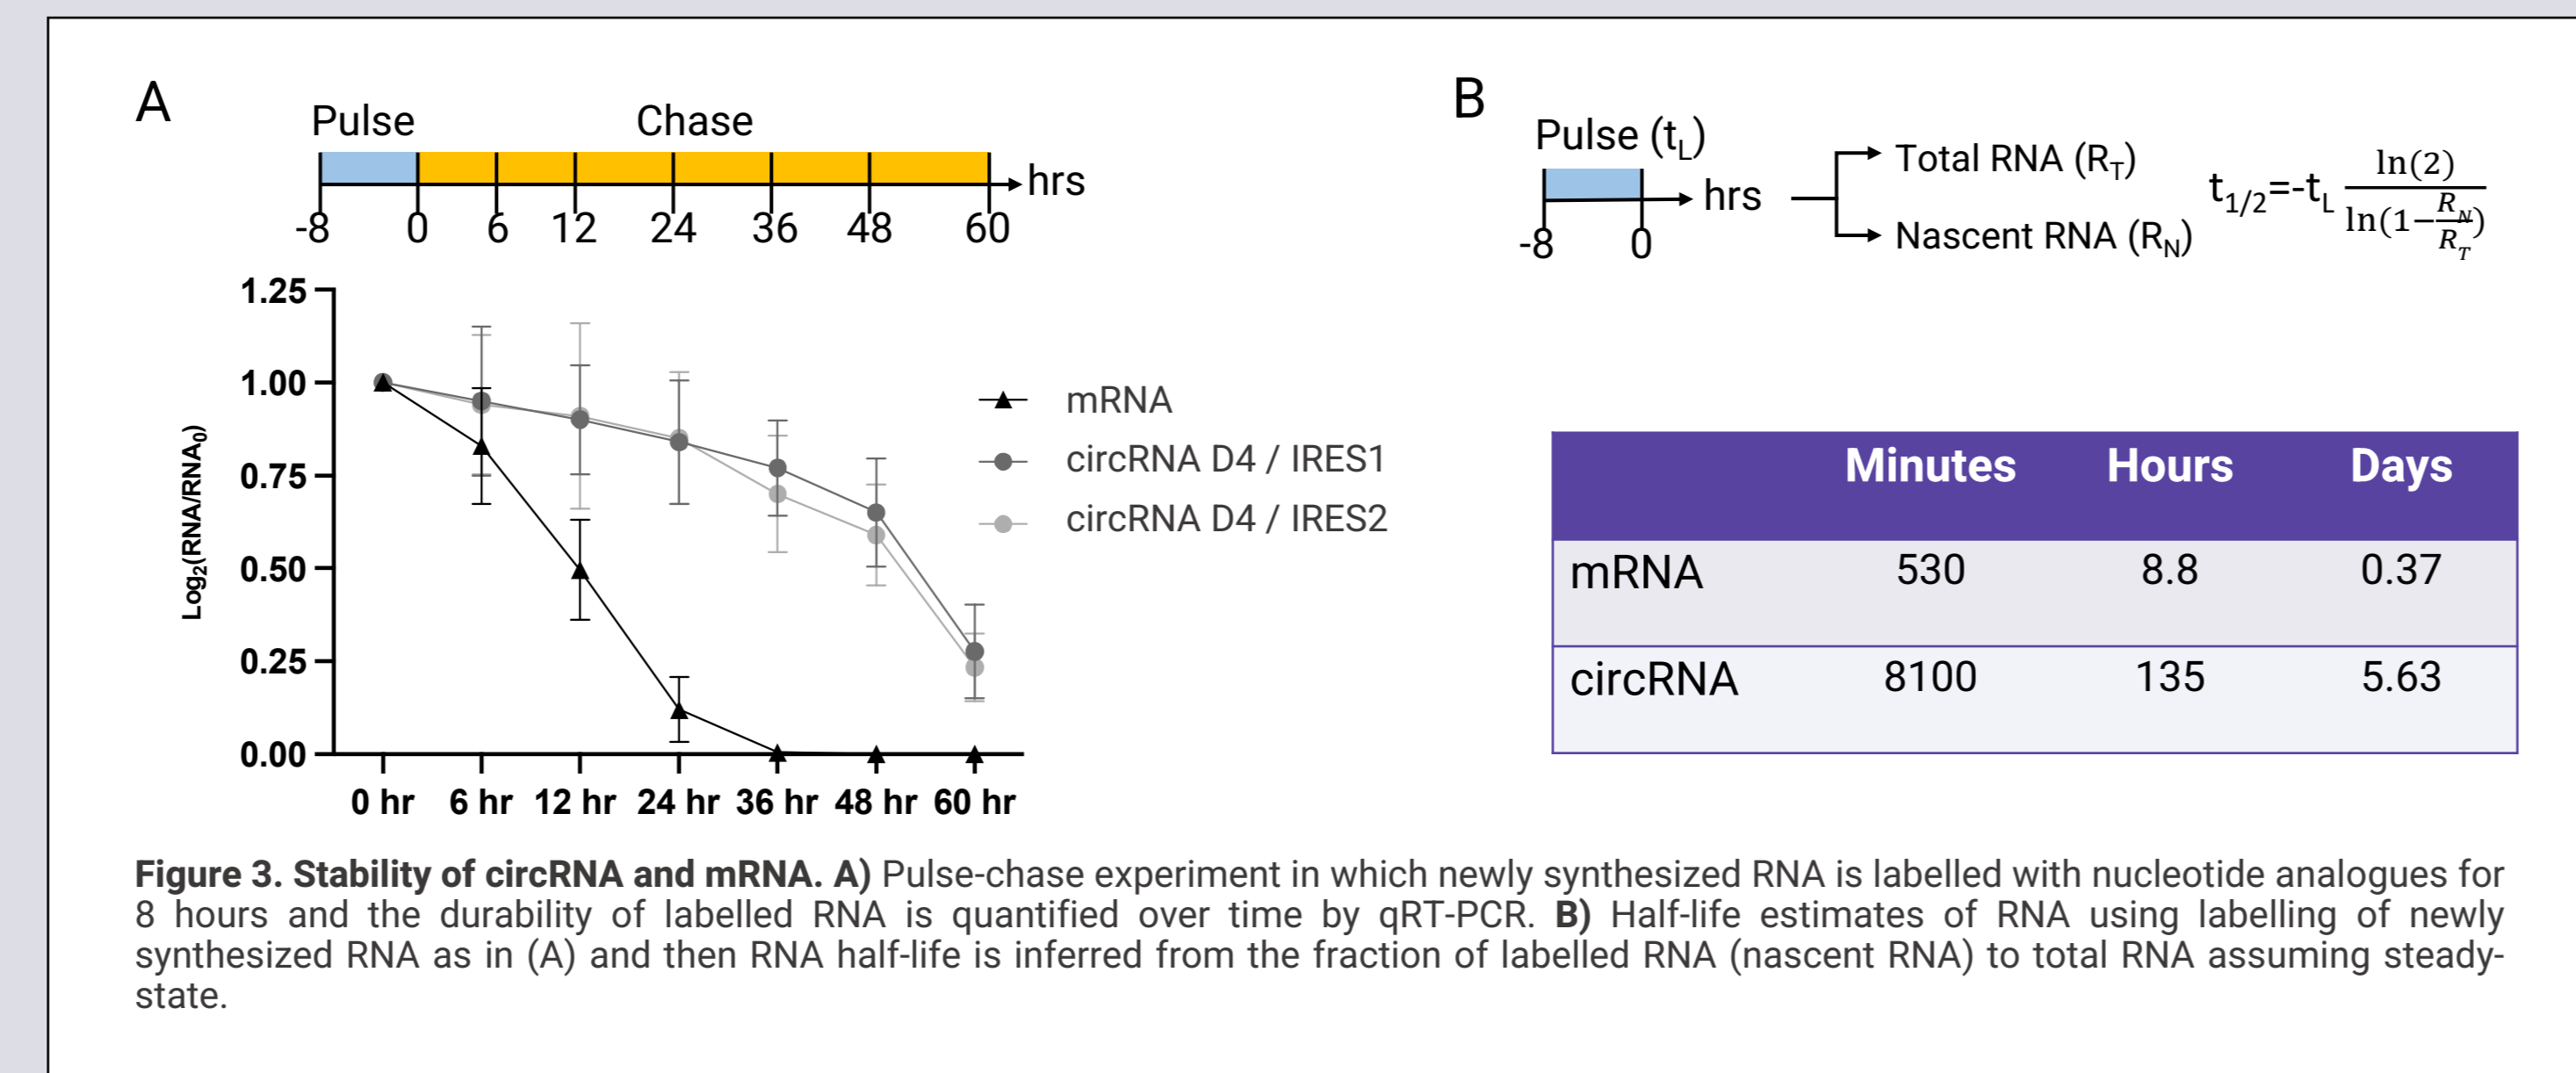 A
Pulse Chase
hrs
-8 0 6 12 24 36 48 60
1.25
1.00
0.75
0.50
0.25
0.00
Log₂(RNA/RNA₀)
0 hr 6 hr 12 hr 24 hr 36 hr 48 hr 60 hr
mRNA
circRNA D4 / IRES1
circRNA D4 / IRES2
B
Pulse (t_L)
hrs
-8 0
Total RNA (R_T)
Nascent RNA (R_N)
t_1/2=-t_L ln(2)
ln(1-R_N/R_T)
Minutes Hours Days
mRNA 530 8.8 0.37
circRNA 8100 135 5.63
Figure 3. Stability of circRNA and mRNA. A) Pulse-chase experiment in which newly synthesized RNA is labelled with nucleotide analogues for
8 hours and the durability of labelled RNA is quantified over time by qRT-PCR. B) Half-life estimates of RNA using labelling of newly
synthesized RNA as in (A) and then RNA half-life is inferred from the fraction of labelled RNA (nascent RNA) to total RNA assuming steady-
state.